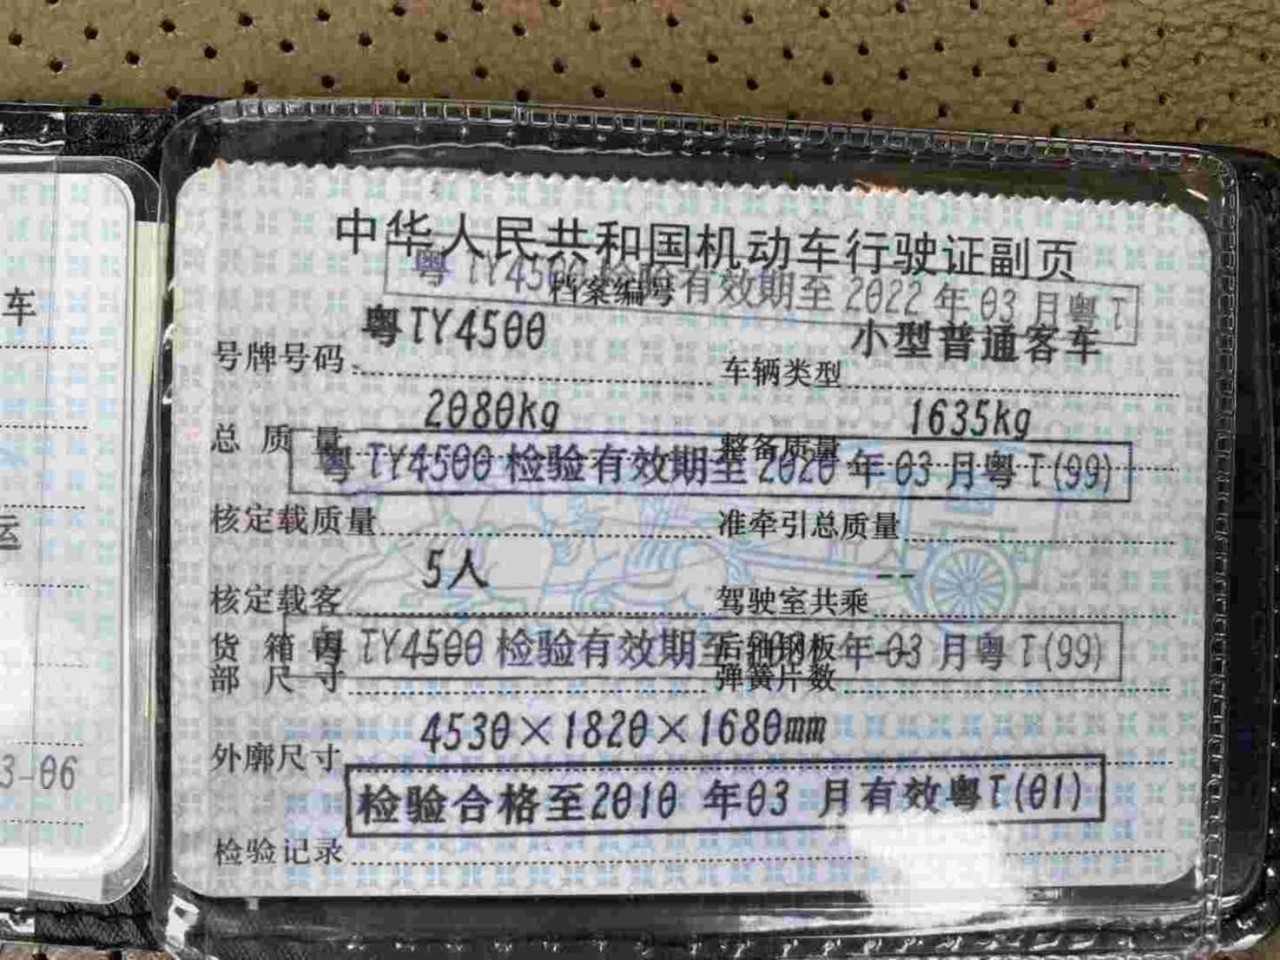 车
运
3-06
中华人民共和国机动车行驶证副页
粤TY4500检验有效期至2022年03月粤T
档案编号
号牌号码 粤TY4500 车辆类型 小型普通客车
总质量 2080kg 整备质量 1635kg
粤TY4500检验有效期至2020年03月粤T(99)
核定载质量 准牵引总质量
核定载客 5人 驾驶室共乘 --
货箱内部尺寸 后轴钢板弹簧片数
粤TY4500检验有效期至 年03月粤T(99)
外廓尺寸 4530×1820×1680mm
检验合格至2010年03月有效粤T(01)
检验记录